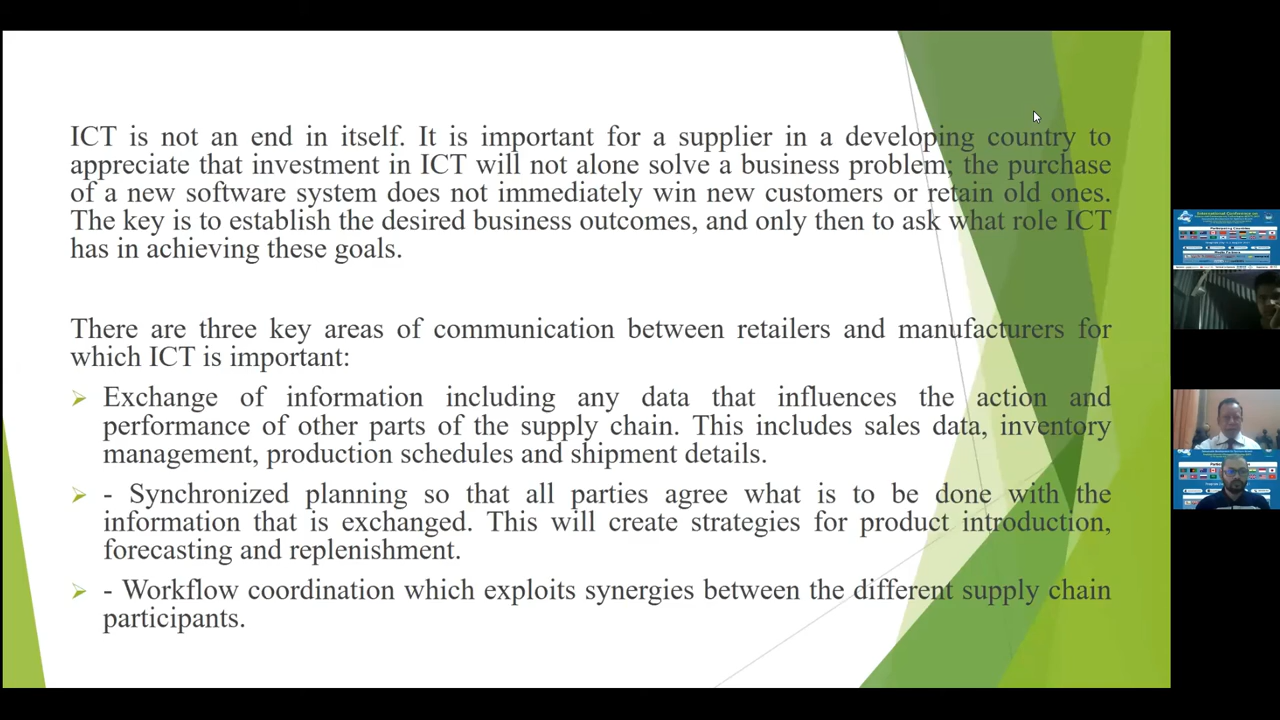 ICT is not an end in itself. It is important for a supplier in a developing country to
appreciate that investment in ICT will not alone solve a business problem; the purchase
of a new software system does not immediately win new customers or retain old ones.
The key is to establish the desired business outcomes, and only then to ask what role ICT
has in achieving these goals.
There are three key areas of communication between retailers and manufacturers for
which ICT is important:
Exchange of information including any data that influences the action and
performance of other parts of the supply chain. This includes sales data, inventory
management, production schedules and shipment details.
- Synchronized planning so that all parties agree what is to be done with the
information that is exchanged. This will create strategies for product introduction,
forecasting and replenishment.
- Workflow coordination which exploits synergies between the different supply chain
participants.
International Conference on
Participating Countries